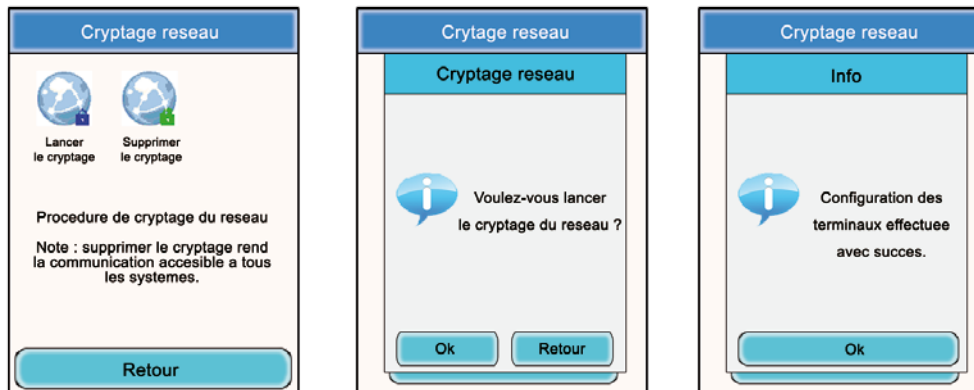 Cryptage reseau
Lancer
le cryptage
Supprimer
le cryptage
Procedure de cryptage du reseau
Note : supprimer le cryptage rend
la communication accesible a tous
les systemes.
Retour
Crytage reseau
Cryptage reseau
Voulez-vous lancer
le cryptage du reseau ?
Ok
Retour
Cryptage reseau
Info
Configuration des
terminaux effectuee
avec succes.
Ok